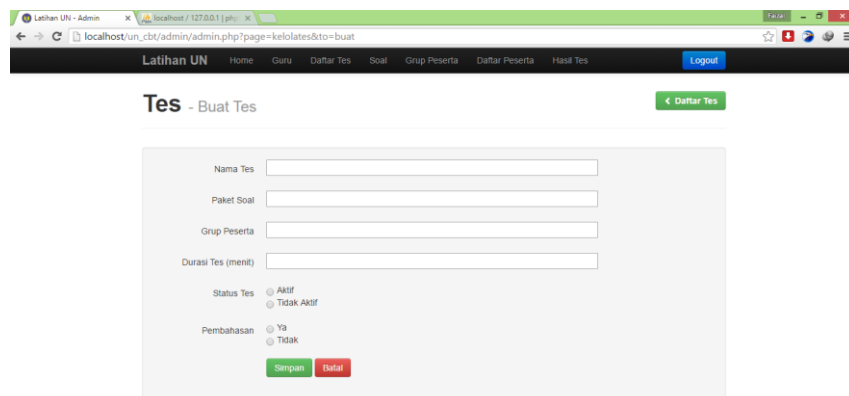 Latihan UN - Admin
localhost / 127.0.0.1 | php
localhost/un_cbt/admin/admin.php?page=kelolates&to=buat
Latihan UN Home Guru Daftar Tes Soal Grup Peserta Daftar Peserta Hasil Tes Logout
Tes - Buat Tes
Daftar Tes
Nama Tes
Paket Soal
Grup Peserta
Durasi Tes (menit)
Status Tes
Aktif
Tidak Aktif
Pembahasan
Ya
Tidak
Simpan Batal